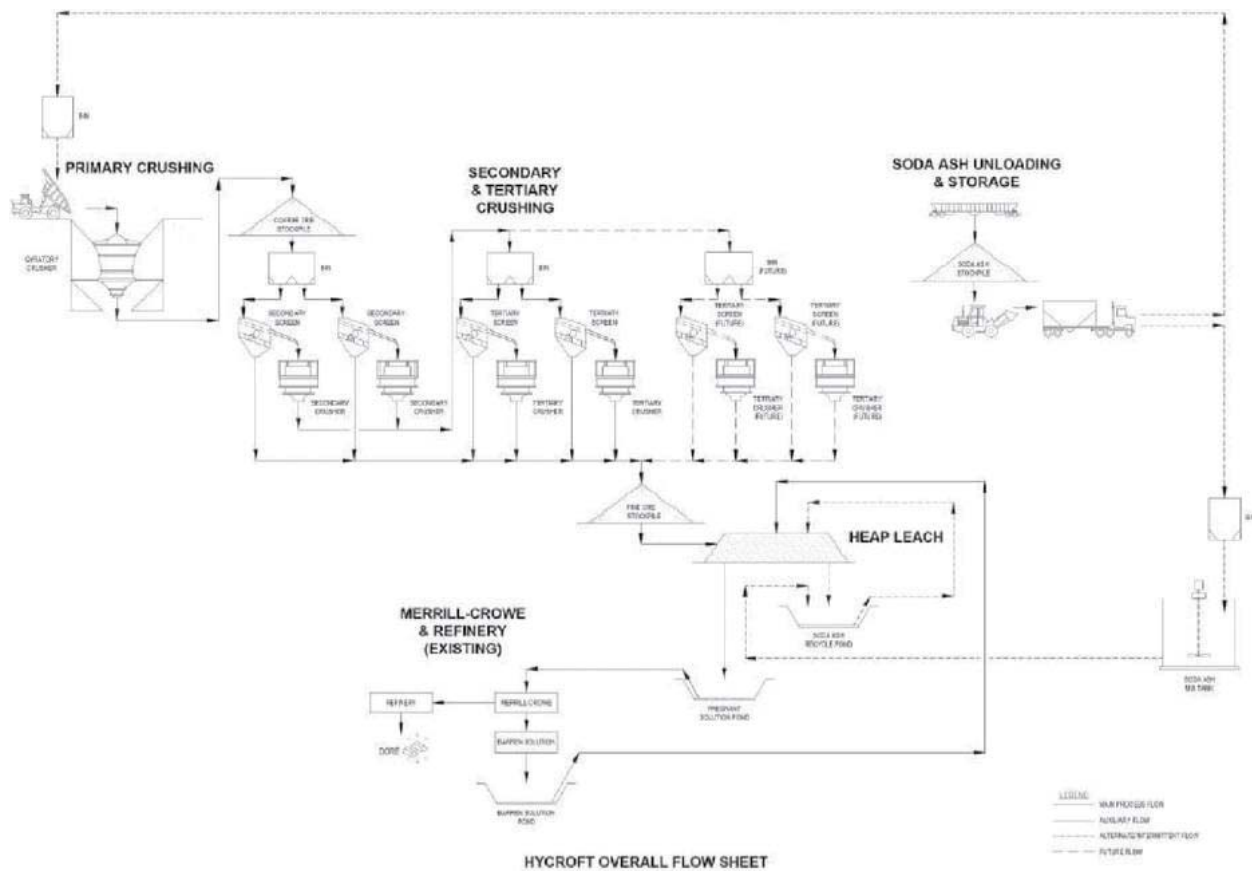 BIN
PRIMARY CRUSHING
GYRATORY
CRUSHER
COARSE ORE
STOCKPILE
BIN
SECONDARY
SCREEN
SECONDARY
SCREEN
SECONDARY
CRUSHER
SECONDARY
CRUSHER
SECONDARY
& TERTIARY
CRUSHING
BIN
TERTIARY
SCREEN
TERTIARY
SCREEN
TERTIARY
CRUSHER
TERTIARY
CRUSHER
BIN
(FUTURE)
TERTIARY
SCREEN
(FUTURE)
TERTIARY
SCREEN
(FUTURE)
TERTIARY
CRUSHER
(FUTURE)
TERTIARY
CRUSHER
(FUTURE)
SODA ASH UNLOADING
& STORAGE
SODA ASH
STOCKPILE
FINE ORE
STOCKPILE
HEAP LEACH
SODA ASH
RECYCLE POND
SODA ASH
MIX TANK
MERRILL-CROWE
& REFINERY
(EXISTING)
REFINERY
MERRILL CROWE
DORE
BARREN SOLUTION
BARREN SOLUTION
POND
PREGNANT
SOLUTION POND
LEGEND
MAIN PROCESS FLOW
AUXILIARY FLOW
ALTERNATE/INTERMITTENT FLOW
FUTURE FLOW
HYCROFT OVERALL FLOW SHEET